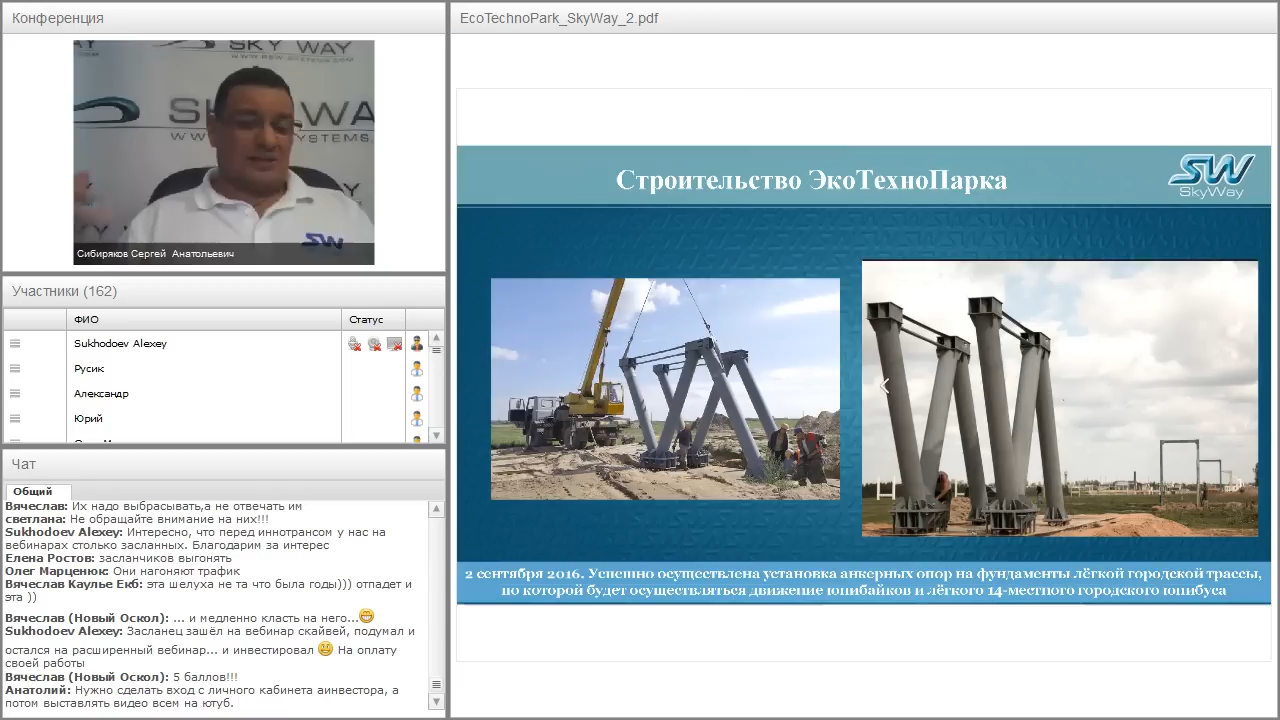 Конференция
SKY WAY
SKY WAY
Сибиряков Сергей Анатольевич
Участники (162)
ФИО
Статус
Sukhodoev Alexey
Русик
Александр
Юрий
Чат
Общий
Вячеслав: Их надо выбрасывать,а не отвечать им
светлана: Не обращайте внимание на них!!!
Sukhodoev Alexey: Интересно, что перед иннотрансом у нас на
вебинарах столько засланных. Благодарим за интерес
Елена Ростов: засланчиков выгонять
Олег Марценюк: Они нагоняют трафик
Вячеслав Каулье Екб: эта шелуха не та что была годы))) отпадет и
эта ))
Вячеслав (Новый Оскол): ... и медленно класть на него...
Sukhodoev Alexey: Засланец зашёл на вебинар скайвей, подумал и
остался на расширенный вебинар... и инвестировал На оплату
своей работы
Вячеслав (Новый Оскол): 5 баллов!!!
Анатолий: Нужно сделать вход с личного кабинета аинвестора, а
потом выставлять видео всем на ютуб.
EcoTechnoPark_SkyWay_2.pdf
Строительство ЭкоТехноПарка
SW
SkyWay
2 сентября 2016. Успешно осуществлена установка анкерных опор на фундаменты лёгкой городской трассы,
по которой будет осуществляться движение юнибайков и лёгкого 14-местного городского юнибуса